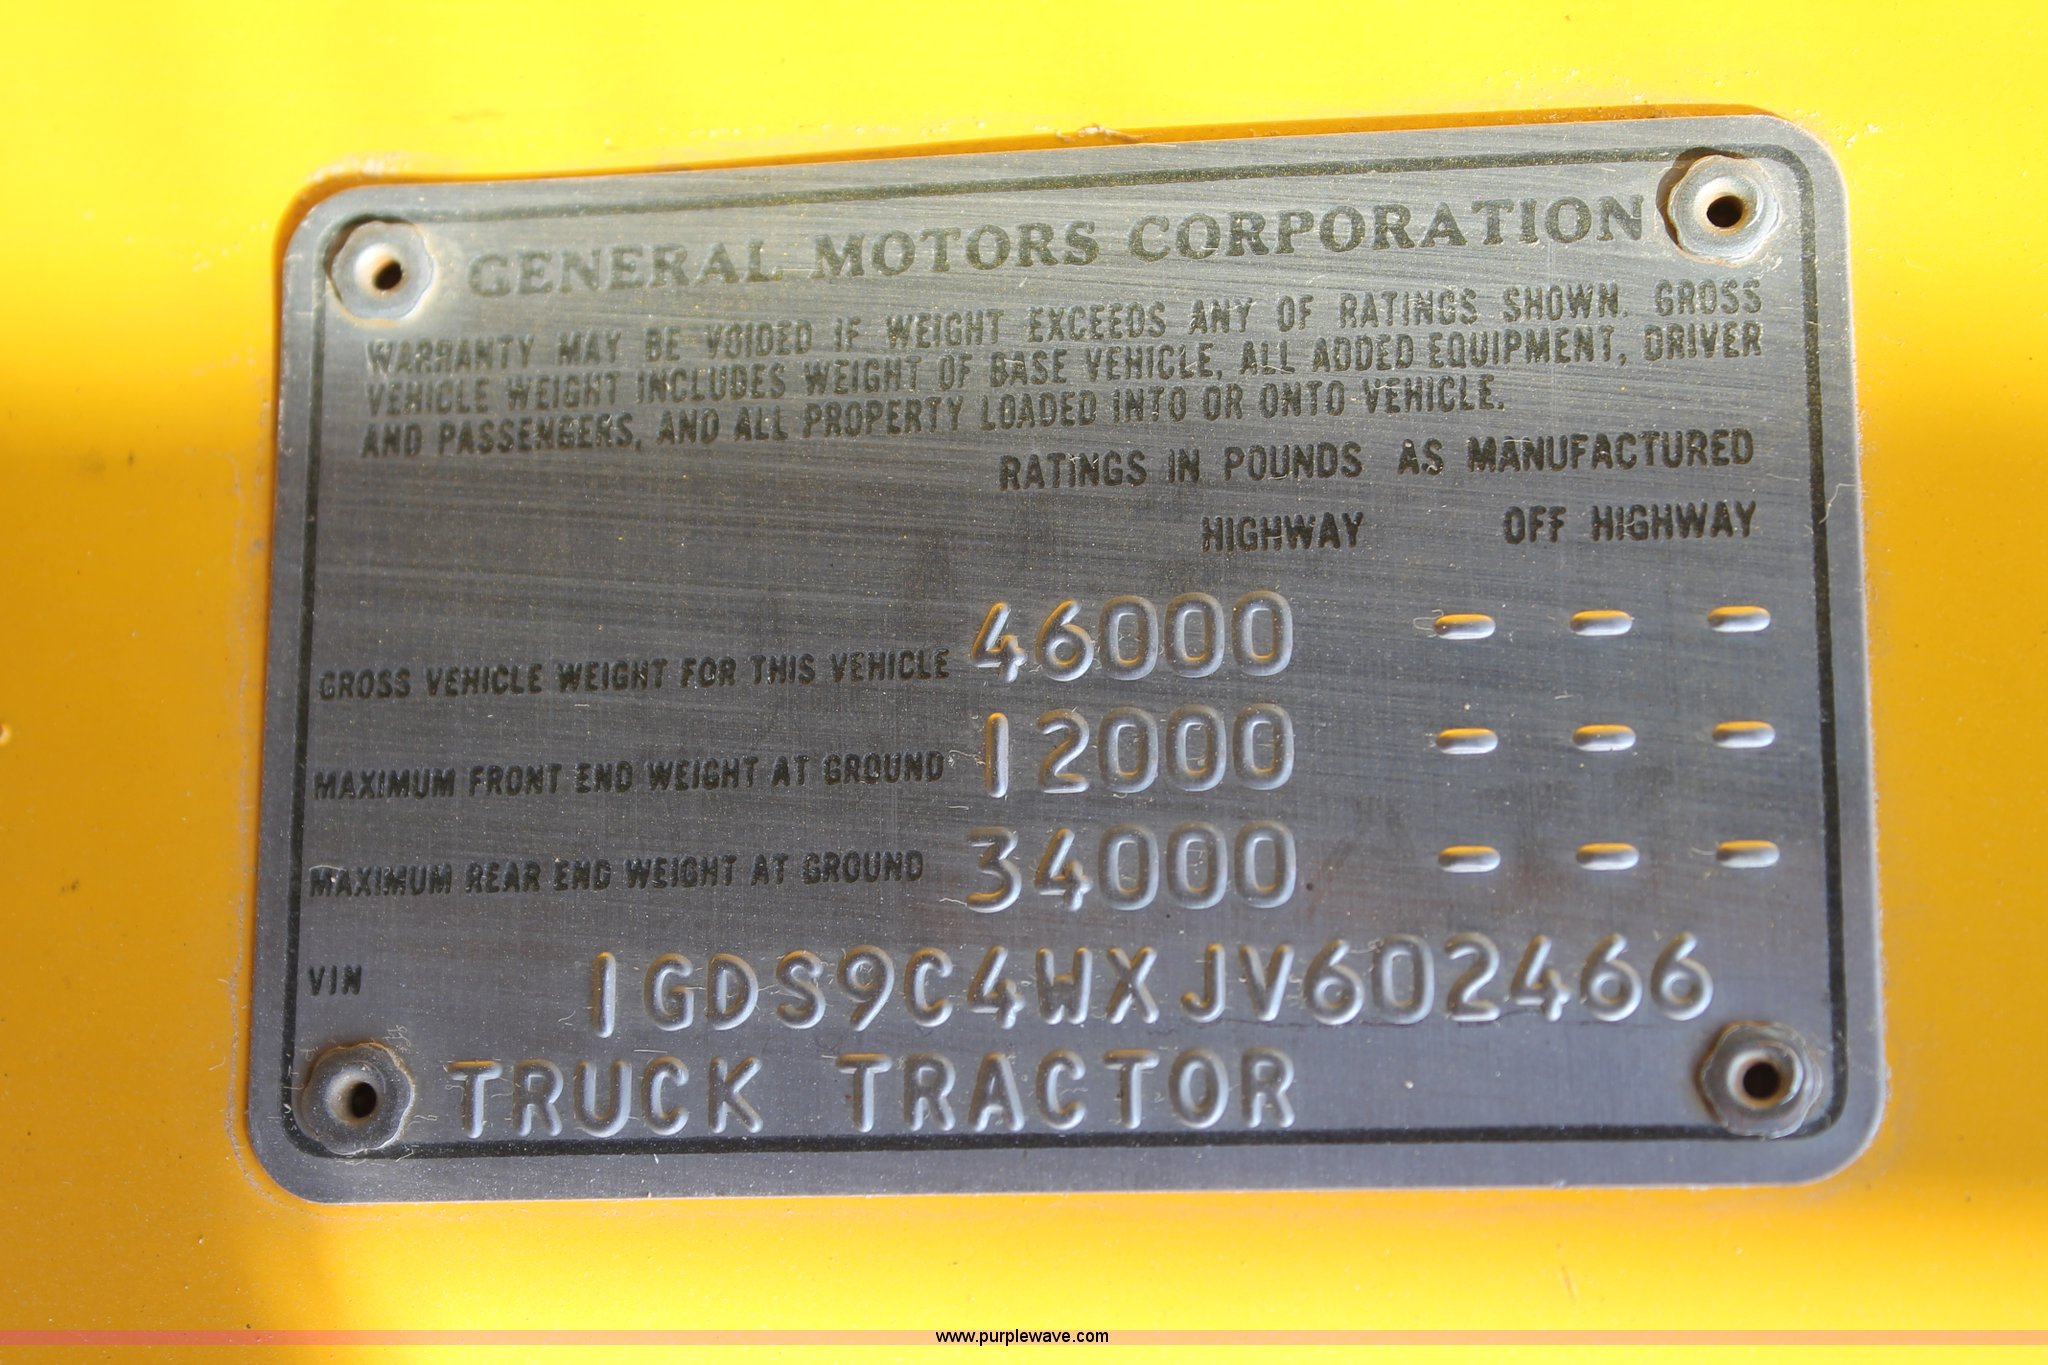 GENERAL MOTORS CORPORATION
WARRANTY MAY BE VOIDED IF WEIGHT EXCEEDS ANY OF RATINGS SHOWN. GROSS
VEHICLE WEIGHT INCLUDES WEIGHT OF BASE VEHICLE, ALL ADDED EQUIPMENT, DRIVER
AND PASSENGERS, AND ALL PROPERTY LOADED INTO OR ONTO VEHICLE.
RATINGS IN POUNDS AS MANUFACTURED
HIGHWAY OFF HIGHWAY
GROSS VEHICLE WEIGHT FOR THIS VEHICLE 46000 - - -
MAXIMUM FRONT END WEIGHT AT GROUND 12000 - - -
MAXIMUM REAR END WEIGHT AT GROUND 34000 - - -
VIN 1GDS9C4WXJV602466
TRUCK TRACTOR
www.purplewave.com